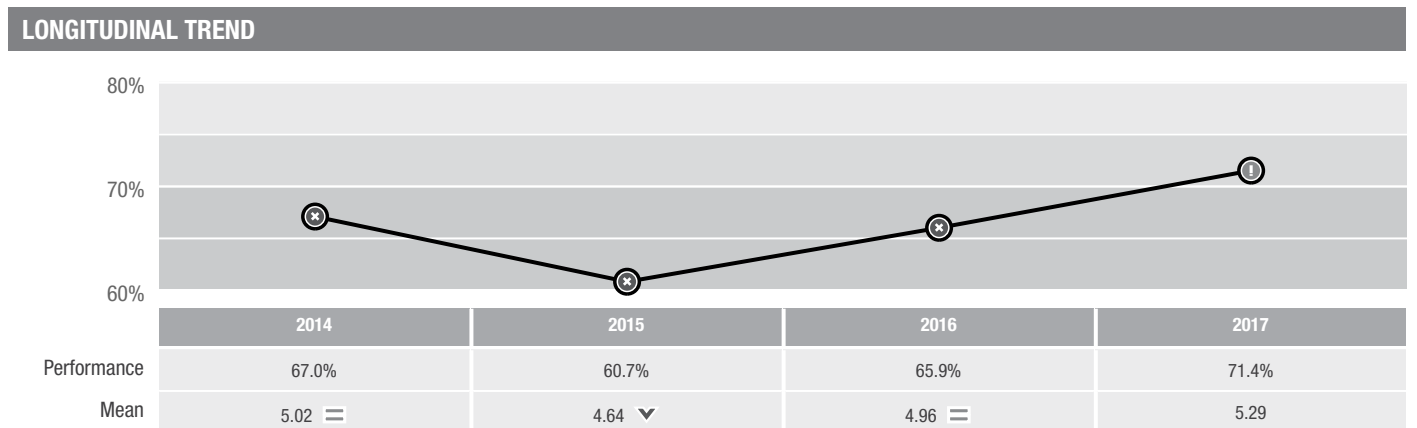 LONGITUDINAL TREND
80%
70%
60%
2014 2015 2016 2017
Performance 67.0% 60.7% 65.9% 71.4%
Mean 5.02 4.64 4.96 5.29